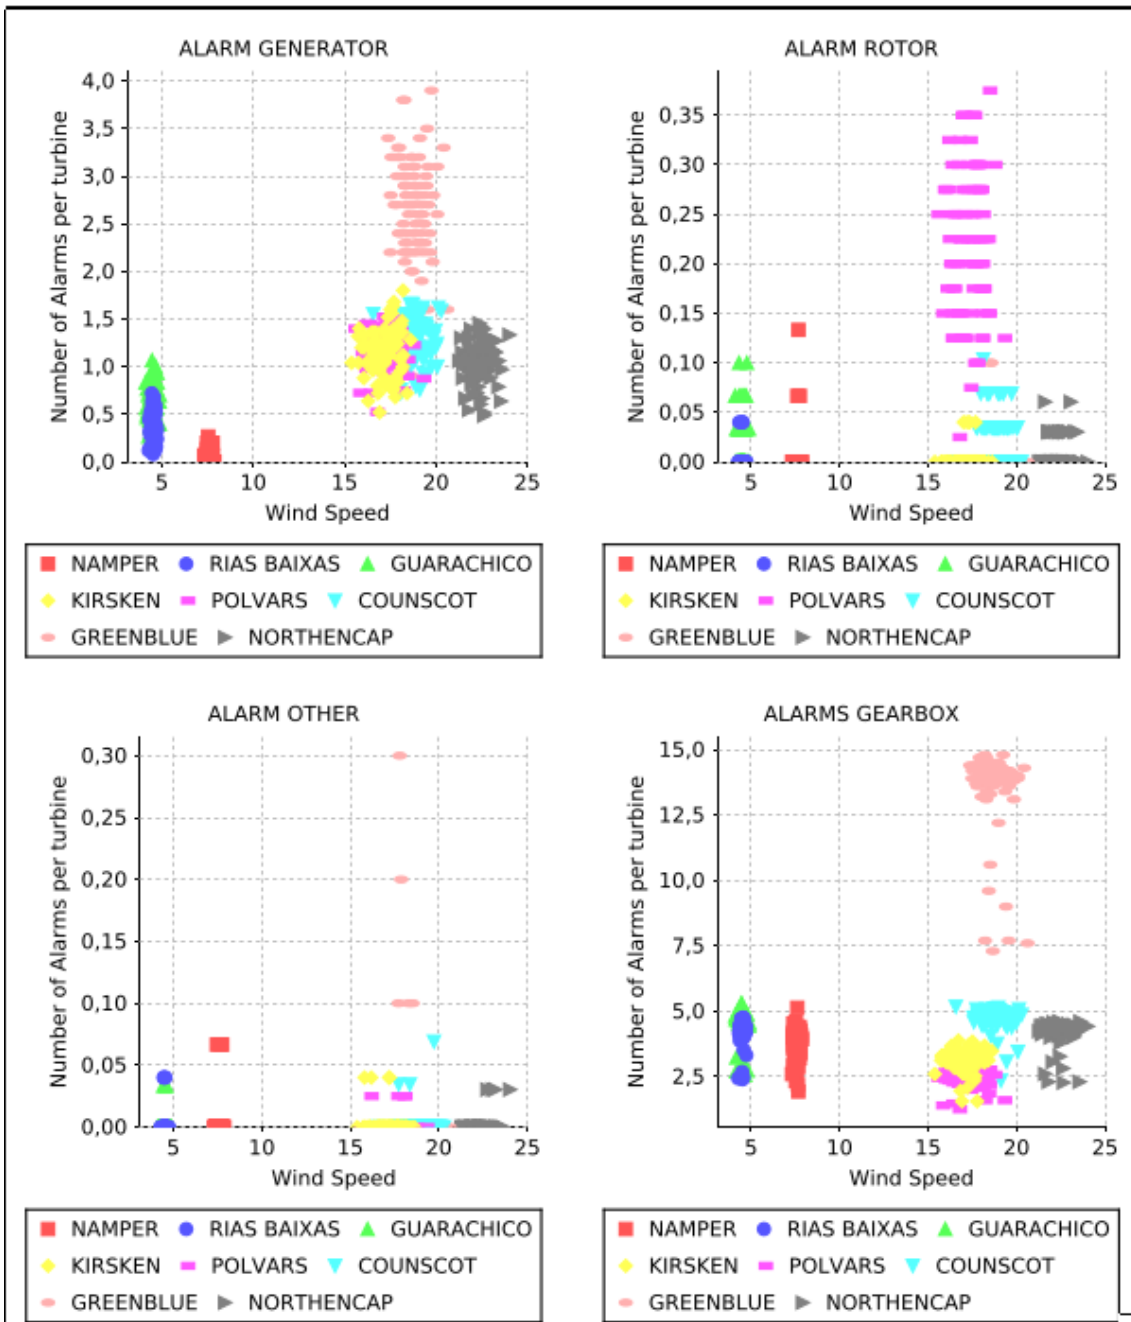 ALARM GENERATOR
Number of Alarms per turbine
4,0
3,5
3,0
2,5
2,0
1,5
1,0
0,5
0,0
5 10 15 20 25
Wind Speed
NAMPER RIAS BAIXAS GUARACHICO
KIRSKEN POLVARS COUNSCOT
GREENBLUE NORTHENCAP
ALARM ROTOR
Number of Alarms per turbine
0,35
0,30
0,25
0,20
0,15
0,10
0,05
0,00
5 10 15 20 25
Wind Speed
NAMPER RIAS BAIXAS GUARACHICO
KIRSKEN POLVARS COUNSCOT
GREENBLUE NORTHENCAP
ALARM OTHER
Number of Alarms per turbine
0,30
0,25
0,20
0,15
0,10
0,05
0,00
5 10 15 20 25
Wind Speed
NAMPER RIAS BAIXAS GUARACHICO
KIRSKEN POLVARS COUNSCOT
GREENBLUE NORTHENCAP
ALARMS GEARBOX
Number of Alarms per turbine
15,0
12,5
10,0
7,5
5,0
2,5
5 10 15 20 25
Wind Speed
NAMPER RIAS BAIXAS GUARACHICO
KIRSKEN POLVARS COUNSCOT
GREENBLUE NORTHENCAP